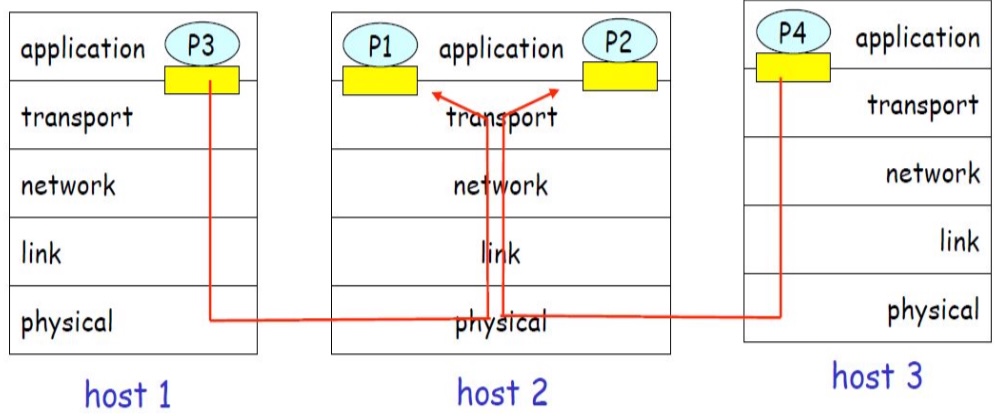 application P3
transport
network
link
physical
host 1
P1 application P2
transport
network
link
physical
host 2
P4 application
transport
network
link
physical
host 3